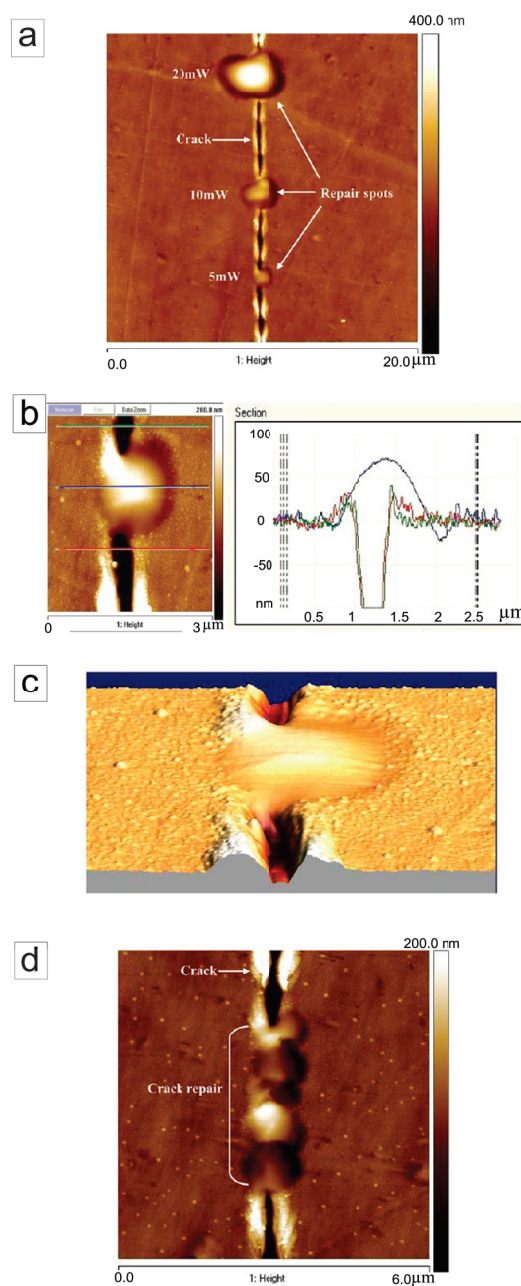 a
400.0 nm
20mW
Crack
10mW
Repair spots
5mW
0.0
1: Height
20.0μm
b
Data Zoom
200.0 nm
0
1: Height
3 μm
Section
100
50
0
-50
nm
0.5
1
1.5
2
2.5
μm
c
d
200.0 nm
Crack
Crack repair
0.0
1: Height
6.0μm